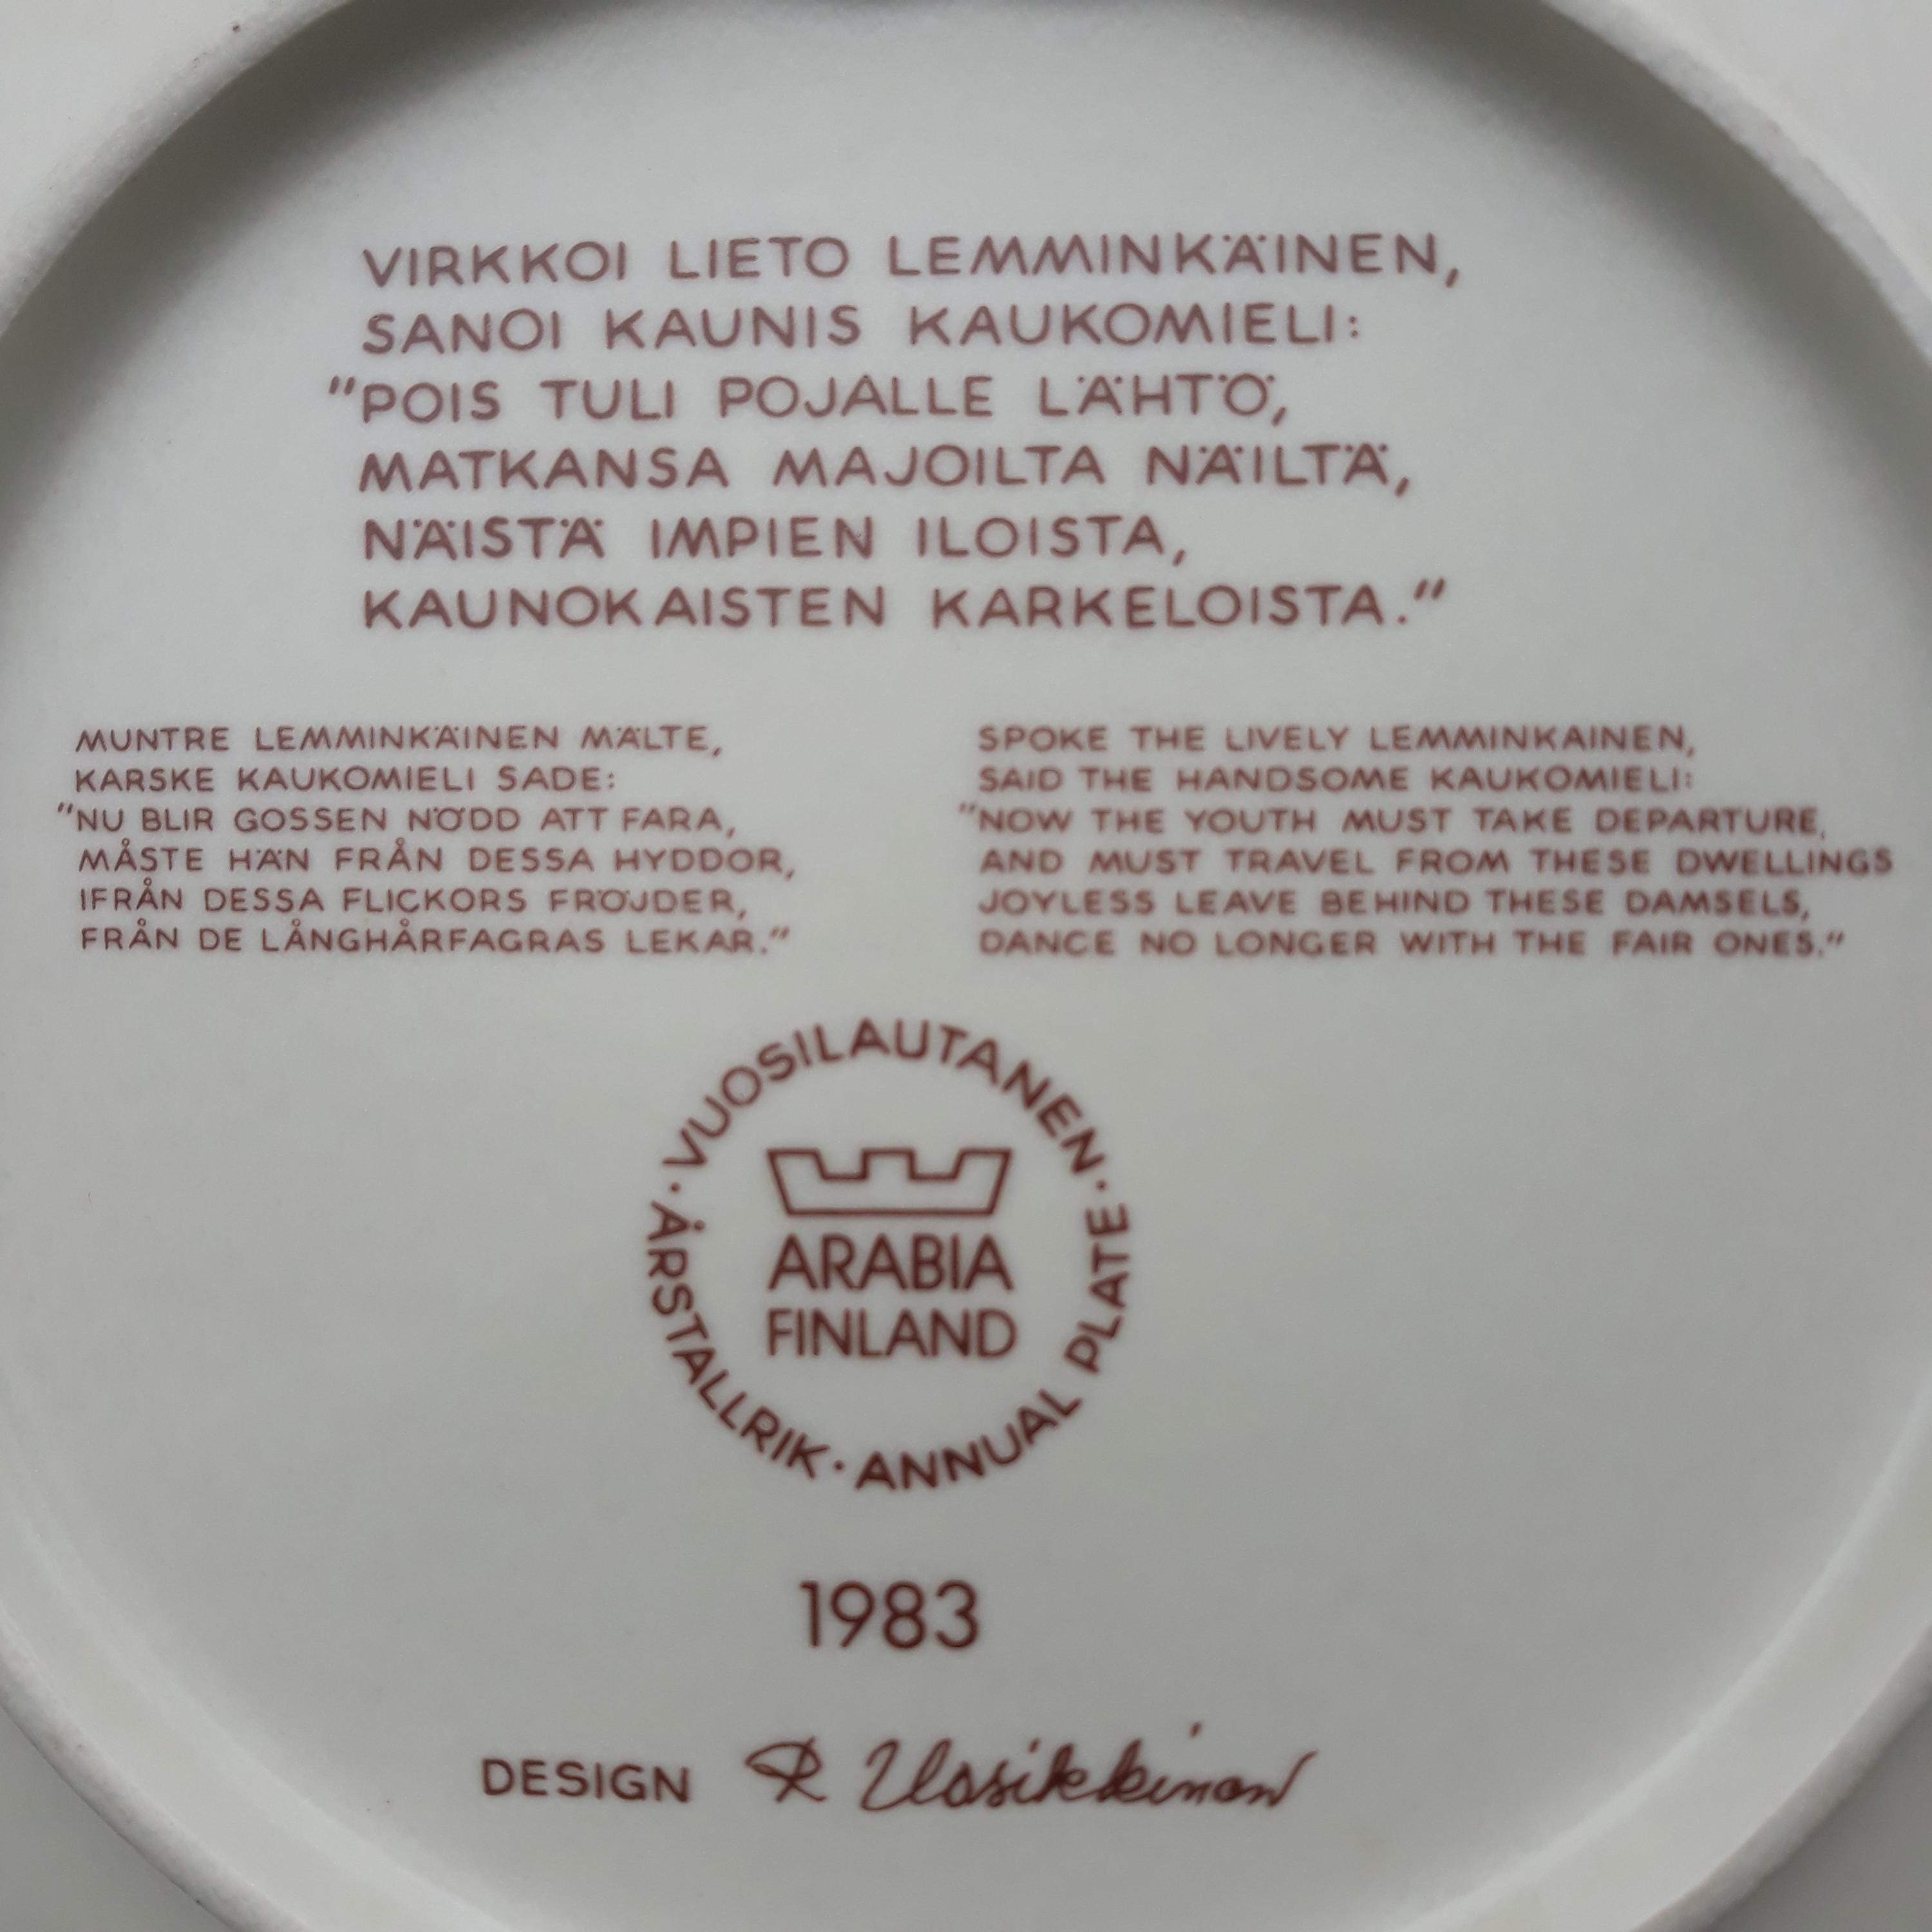 VIRKKOI LIETO LEMMINKÄINEN,
SANOI KAUNIS KAUKOMIELI:
"POIS TULI POJALLE LÄHTÖ,
MATKANSA MAJOILTA NÄILTÄ,
NÄISTÄ IMPIEN ILOISTA,
KAUNOKAISTEN KARKELOISTA."
MUNTRE LEMMINKÄINEN MÄLTE,
KARSKE KAUKOMIELI SADE:
"NU BLIR GOSSEN NÖDD ATT FARA,
MÅSTE HÄN FRÅN DESSA HYDDOR,
IFRÅN DESSA FLICKORS FRÖJDER,
FRÅN DE LÅNGHÅRFAGRAS LEKAR."
SPOKE THE LIVELY LEMMINKAINEN,
SAID THE HANDSOME KAUKOMIELI:
"NOW THE YOUTH MUST TAKE DEPARTURE,
AND MUST TRAVEL FROM THESE DWELLINGS
JOYLESS LEAVE BEHIND THESE DAMSELS,
DANCE NO LONGER WITH THE FAIR ONES."
· VUOSILAUTANEN · ANNUAL PLATE · ÅRSTALLRIK
ARABIA
FINLAND
1983
DESIGN R Uosikkinen